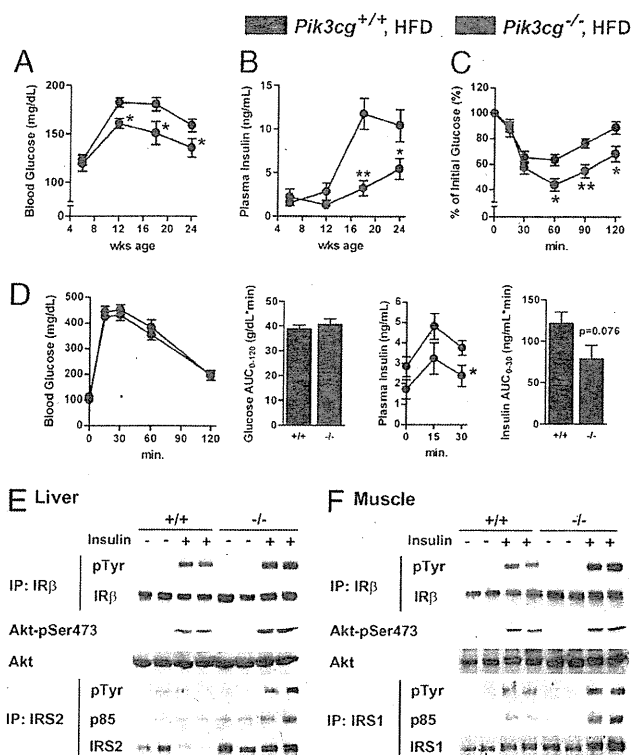 Pik3cg+/+, HFD Pik3cg-/-, HFD
A B C
Blood Glucose (mg/dL)
200
150
100
0
4 8 12 16 20 24
wks age
* * *
Plasma Insulin (ng/mL)
15
10
5
0
4 8 12 16 20 24
wks age
** *
% of Initial Glucose (%)
100
80
60
40
0
0 30 60 90 120
min.
* ** *
D
Blood Glucose (mg/dL)
500
400
300
200
100
0
0 30 60 90 120
min.
Glucose AUC0-120 (g/dL*min)
50
40
30
20
10
0
+/+ -/-
Plasma Insulin (ng/mL)
6
5
4
3
2
1
0
0 15 30
min.
*
Insulin AUC0-30 (ng/mL*min)
150
100
50
0
+/+ -/-
p=0.076
E Liver
+/+ -/-
Insulin - - + + - - + +
IP: IRβ
pTyr
IRβ
Akt-pSer473
Akt
IP: IRS2
pTyr
p85
IRS2
F Muscle
+/+ -/-
Insulin - - + + - - + +
IP: IRβ
pTyr
IRβ
Akt-pSer473
Akt
IP: IRS1
pTyr
p85
IRS1